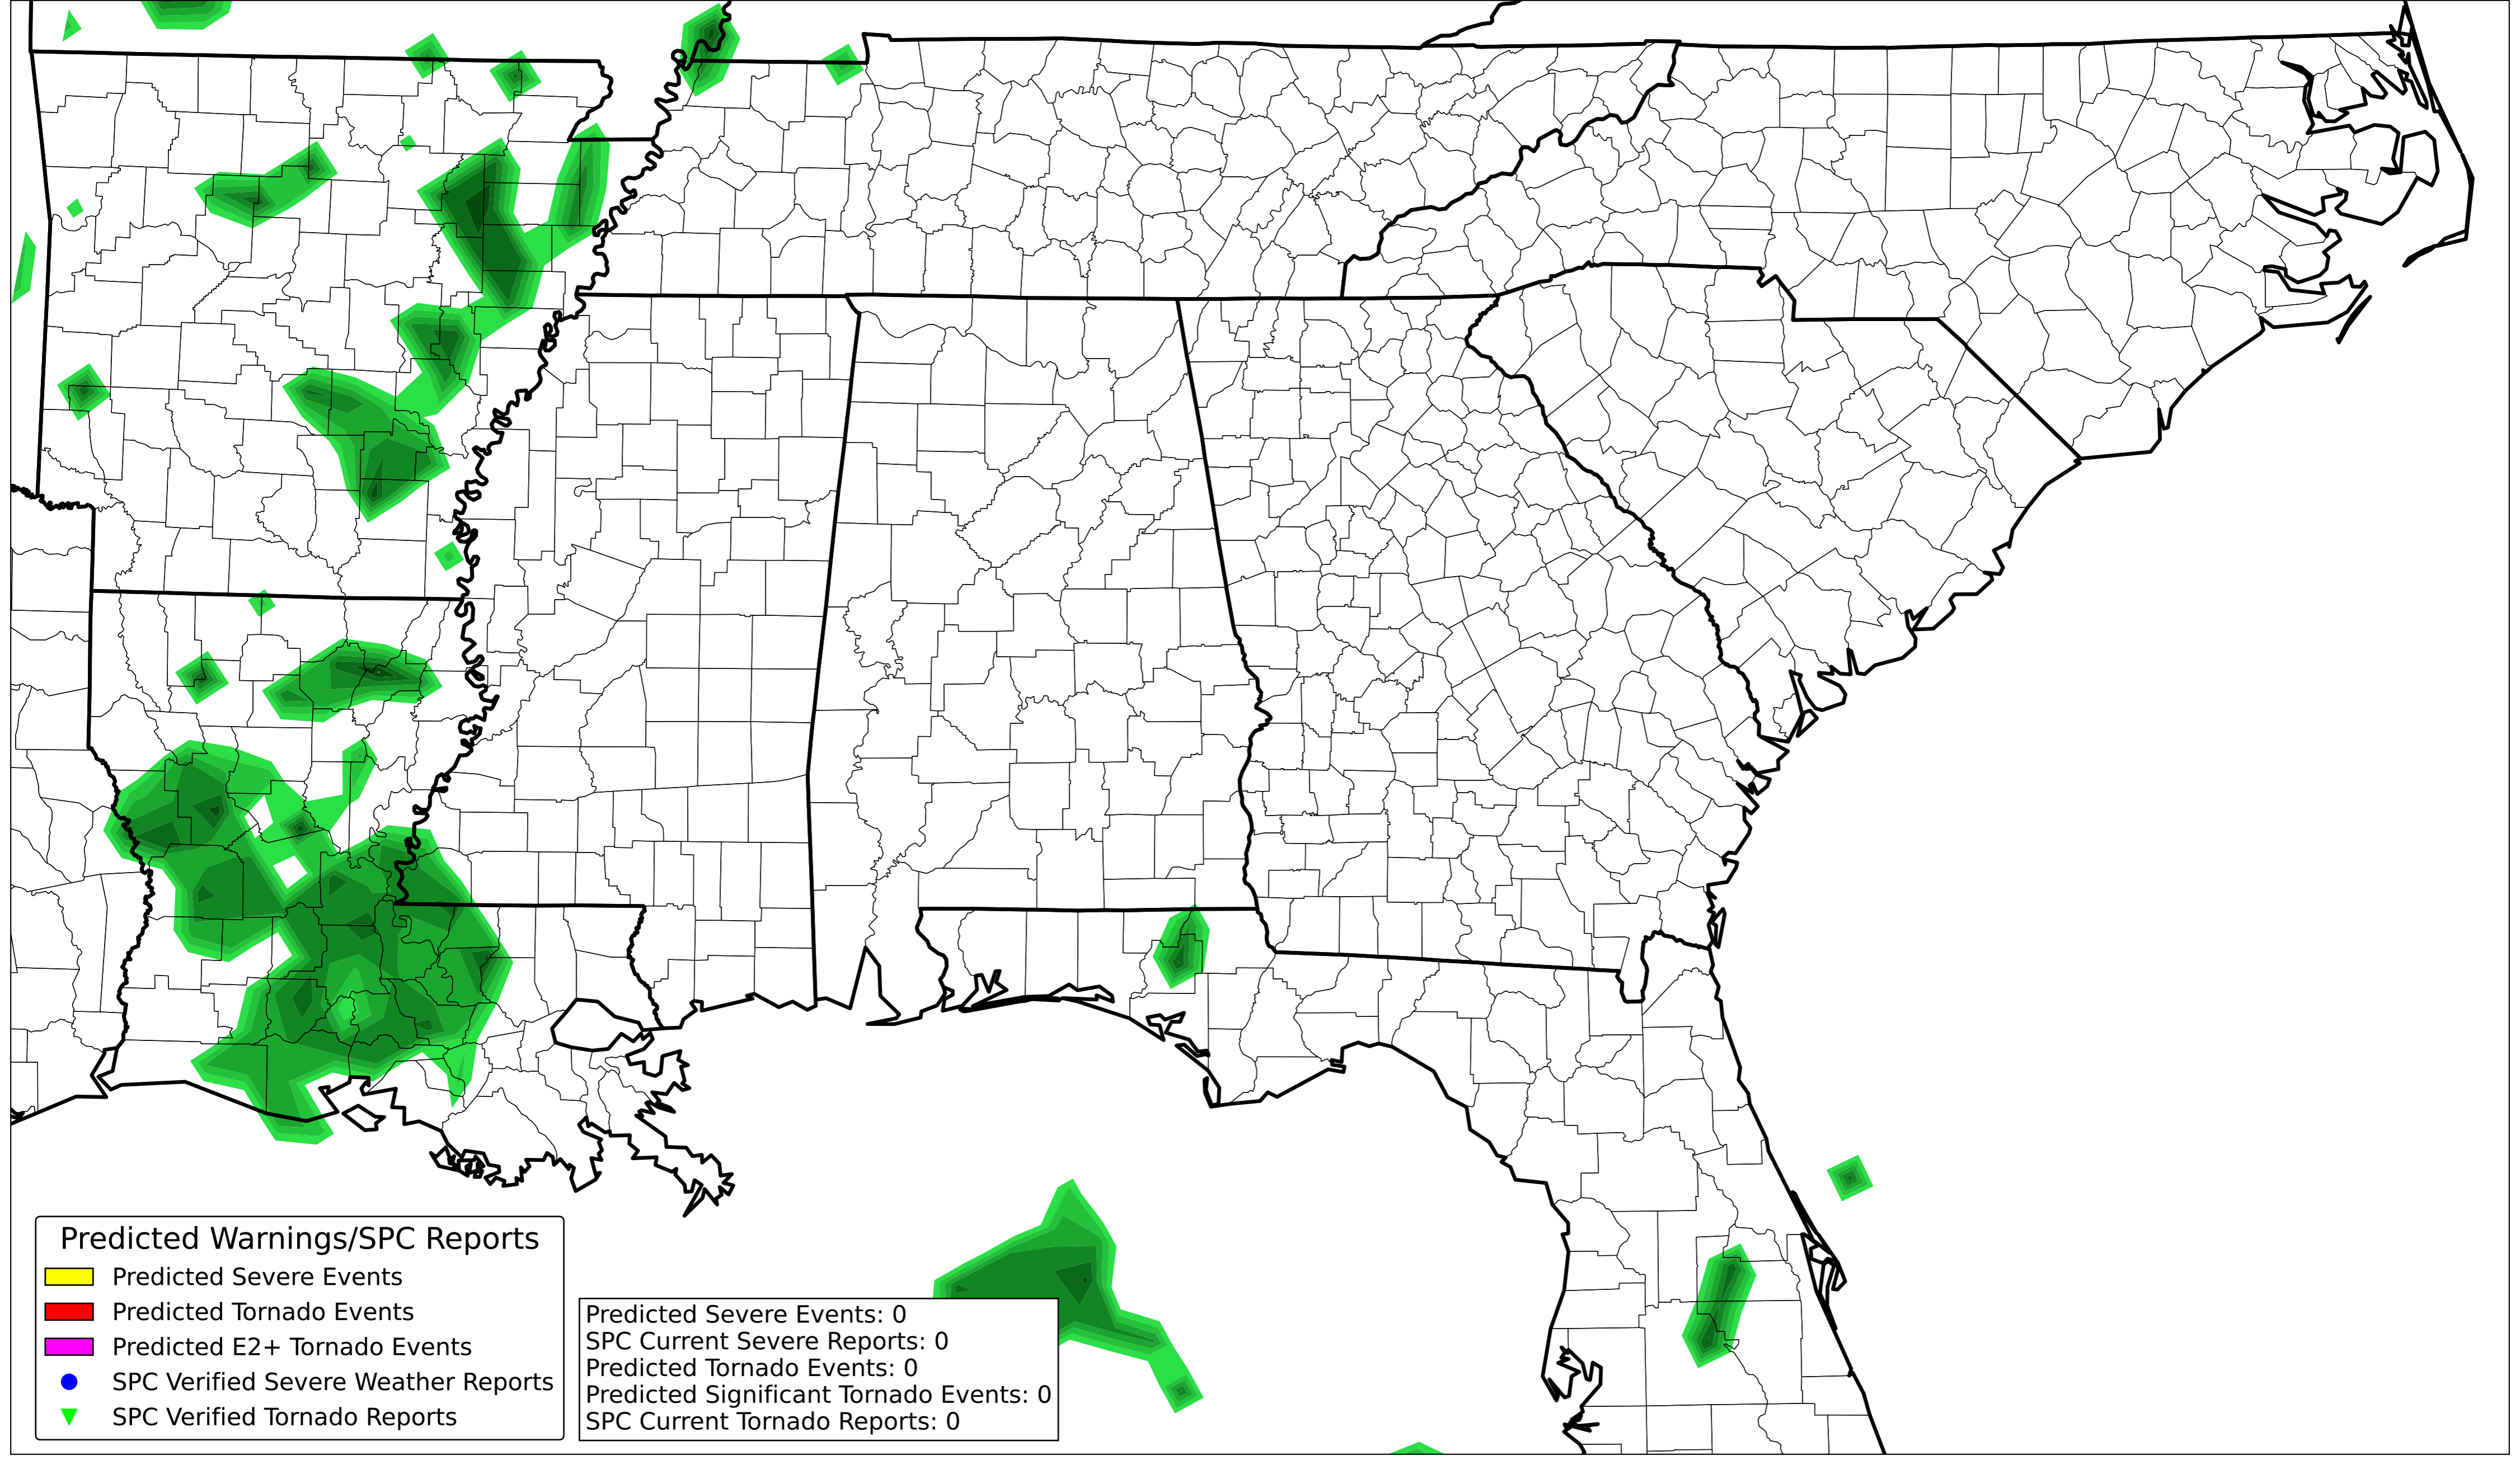 Predicted Warnings/SPC Reports
Predicted Severe Events
Predicted Tornado Events
Predicted E2+ Tornado Events
SPC Verified Severe Weather Reports
SPC Verified Tornado Reports
Predicted Severe Events: 0
SPC Current Severe Reports: 0
Predicted Tornado Events: 0
Predicted Significant Tornado Events: 0
SPC Current Tornado Reports: 0